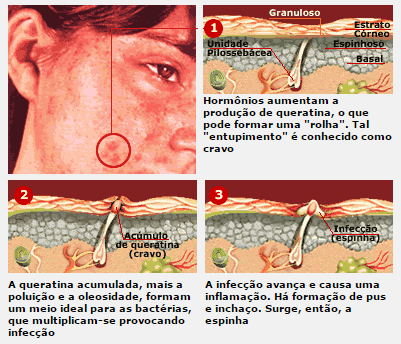 1
Granuloso
Estrato
Córneo
Unidade
Pilossebácea
Espinhoso
Basal
Hormônios aumentam a
produção de queratina, o que
pode formar uma "rolha". Tal
"entupimento" é conhecido como
cravo
2
Acúmulo
de queratina
(cravo)
A queratina acumulada, mais a
poluição e a oleosidade, formam
um meio ideal para as bactérias,
que multiplicam-se provocando
infecção
3
Infecção
(espinha)
A infecção avança e causa uma
inflamação. Há formação de pus
e inchaço. Surge, então, a
espinha